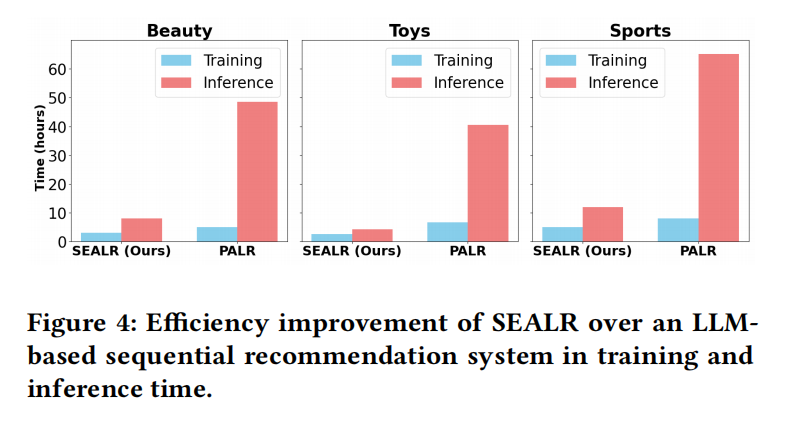 Beauty
Toys
Sports
Training
Inference
Training
Inference
Training
Inference
Time (hours)
60
50
40
30
20
10
0
SEALR (Ours) PALR
SEALR (Ours) PALR
SEALR (Ours) PALR
Figure 4: Efficiency improvement of SEALR over an LLM-
based sequential recommendation system in training and
inference time.